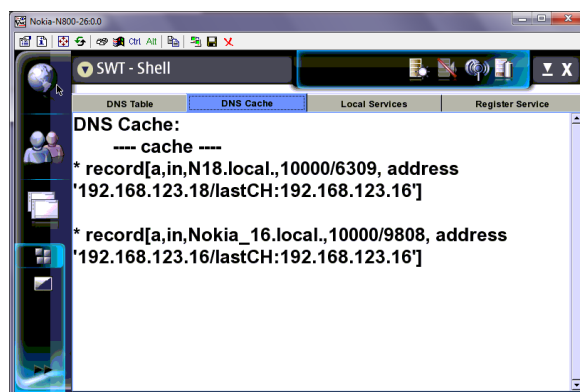 Nokia-N800-26:0.0
Ctrl Alt
SWT - Shell
DNS Table
DNS Cache
Local Services
Register Service
DNS Cache:
---- cache ----
* record[a,in,N18.local.,10000/6309, address
'192.168.123.18/lastCH:192.168.123.16']
* record[a,in,Nokia_16.local.,10000/9808, address
'192.168.123.16/lastCH:192.168.123.16']